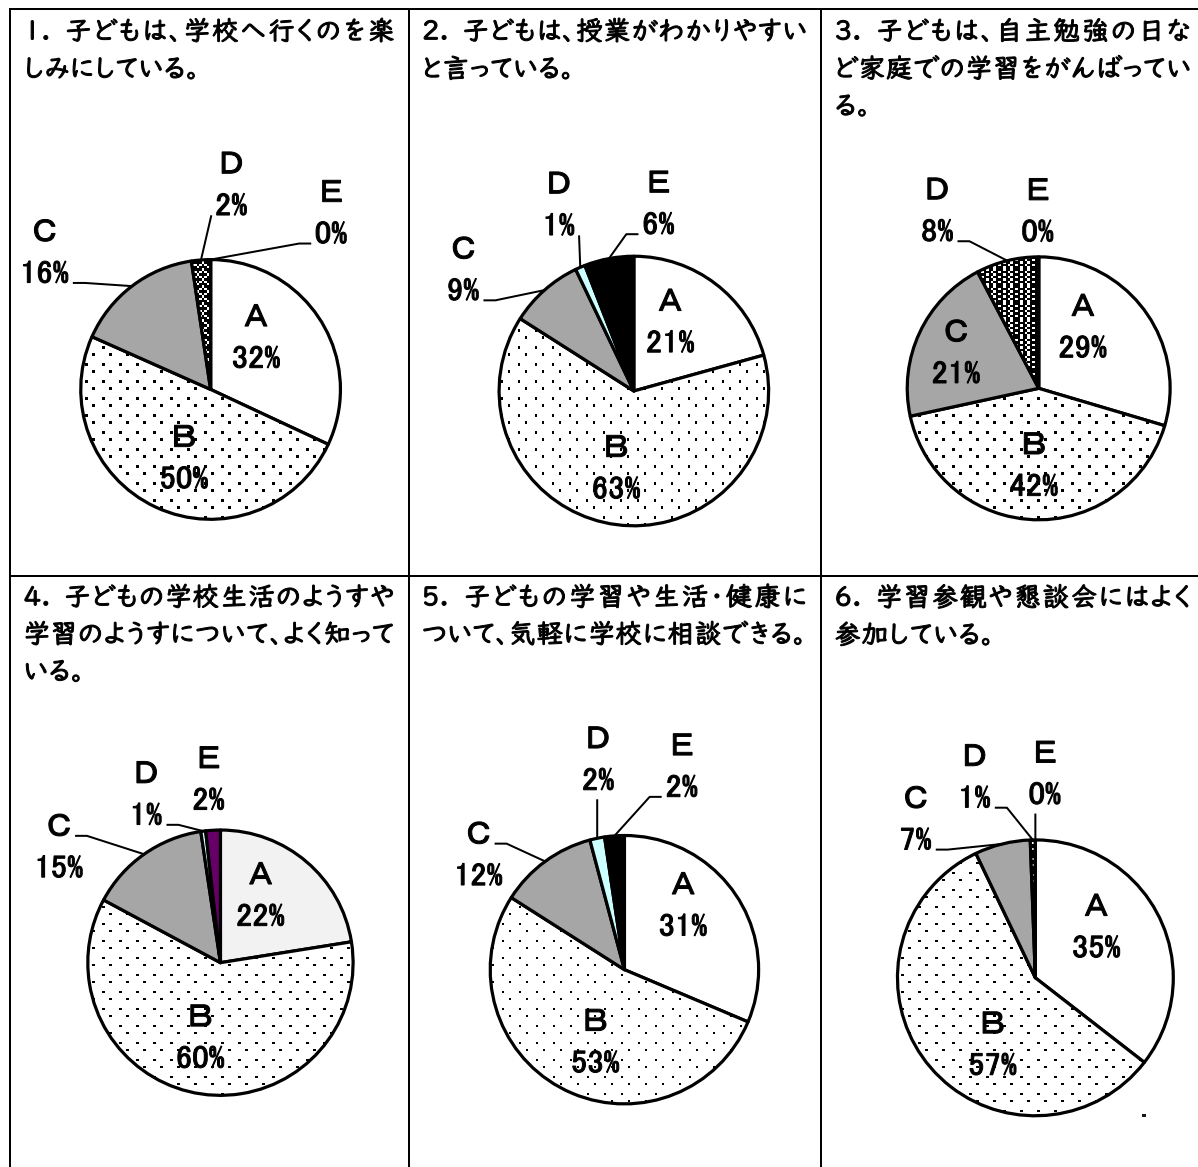 1. 子どもは、学校へ行くのを楽
しみにしている。
D
2%
E
0%
C
16%
A
32%
B
50%
2. 子どもは、授業がわかりやすい
と言っている。
D
1%
E
6%
C
9%
A
21%
B
63%
3. 子どもは、自主勉強の日な
ど家庭での学習をがんばってい
る。
D
8%
E
0%
A
29%
C
21%
B
42%
4. 子どもの学校生活のようすや
学習のようすについて、よく知って
いる。
E
2%
D
1%
C
15%
A
22%
B
60%
5. 子どもの学習や生活・健康に
ついて、気軽に学校に相談できる。
D
2%
E
2%
C
12%
A
31%
B
53%
6. 学習参観や懇談会にはよく
参加している。
D
1%
E
0%
C
7%
A
35%
B
57%